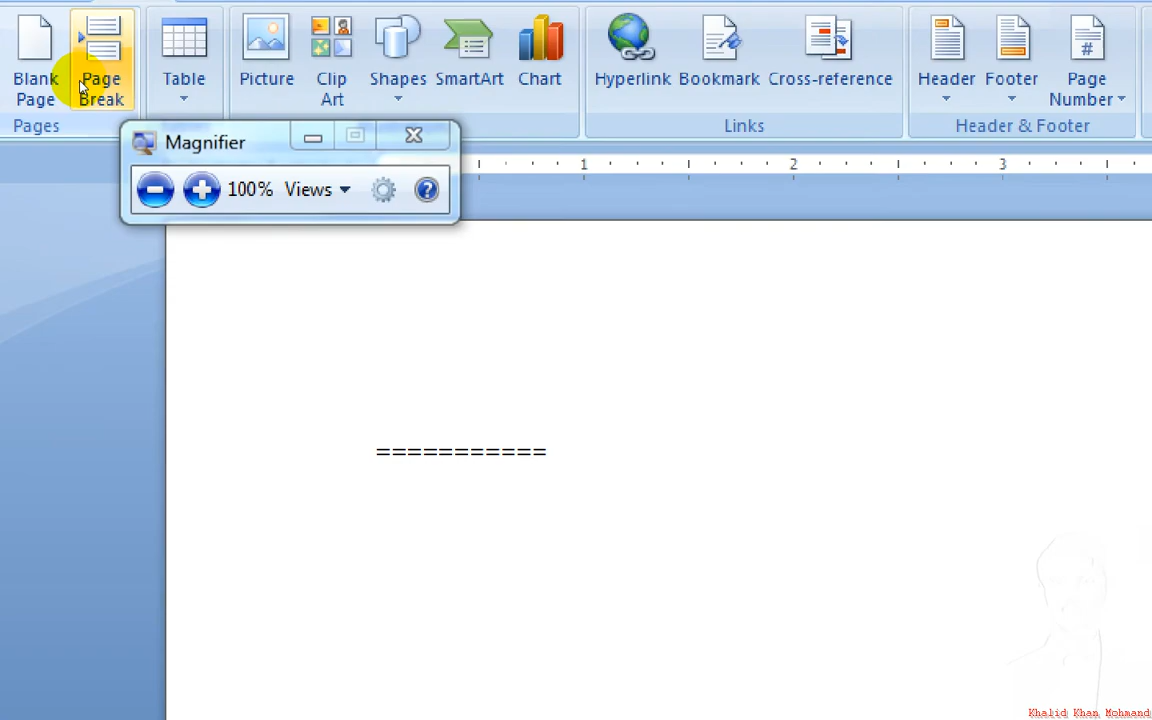 Blank Page
Page Break
Table
Picture
Clip Art
Shapes
SmartArt
Chart
Hyperlink
Bookmark
Cross-reference
Header
Footer
Page Number
Pages
Links
Header & Footer
Magnifier
100% Views
1 2 3
===========
Khalid Khan Mohmand